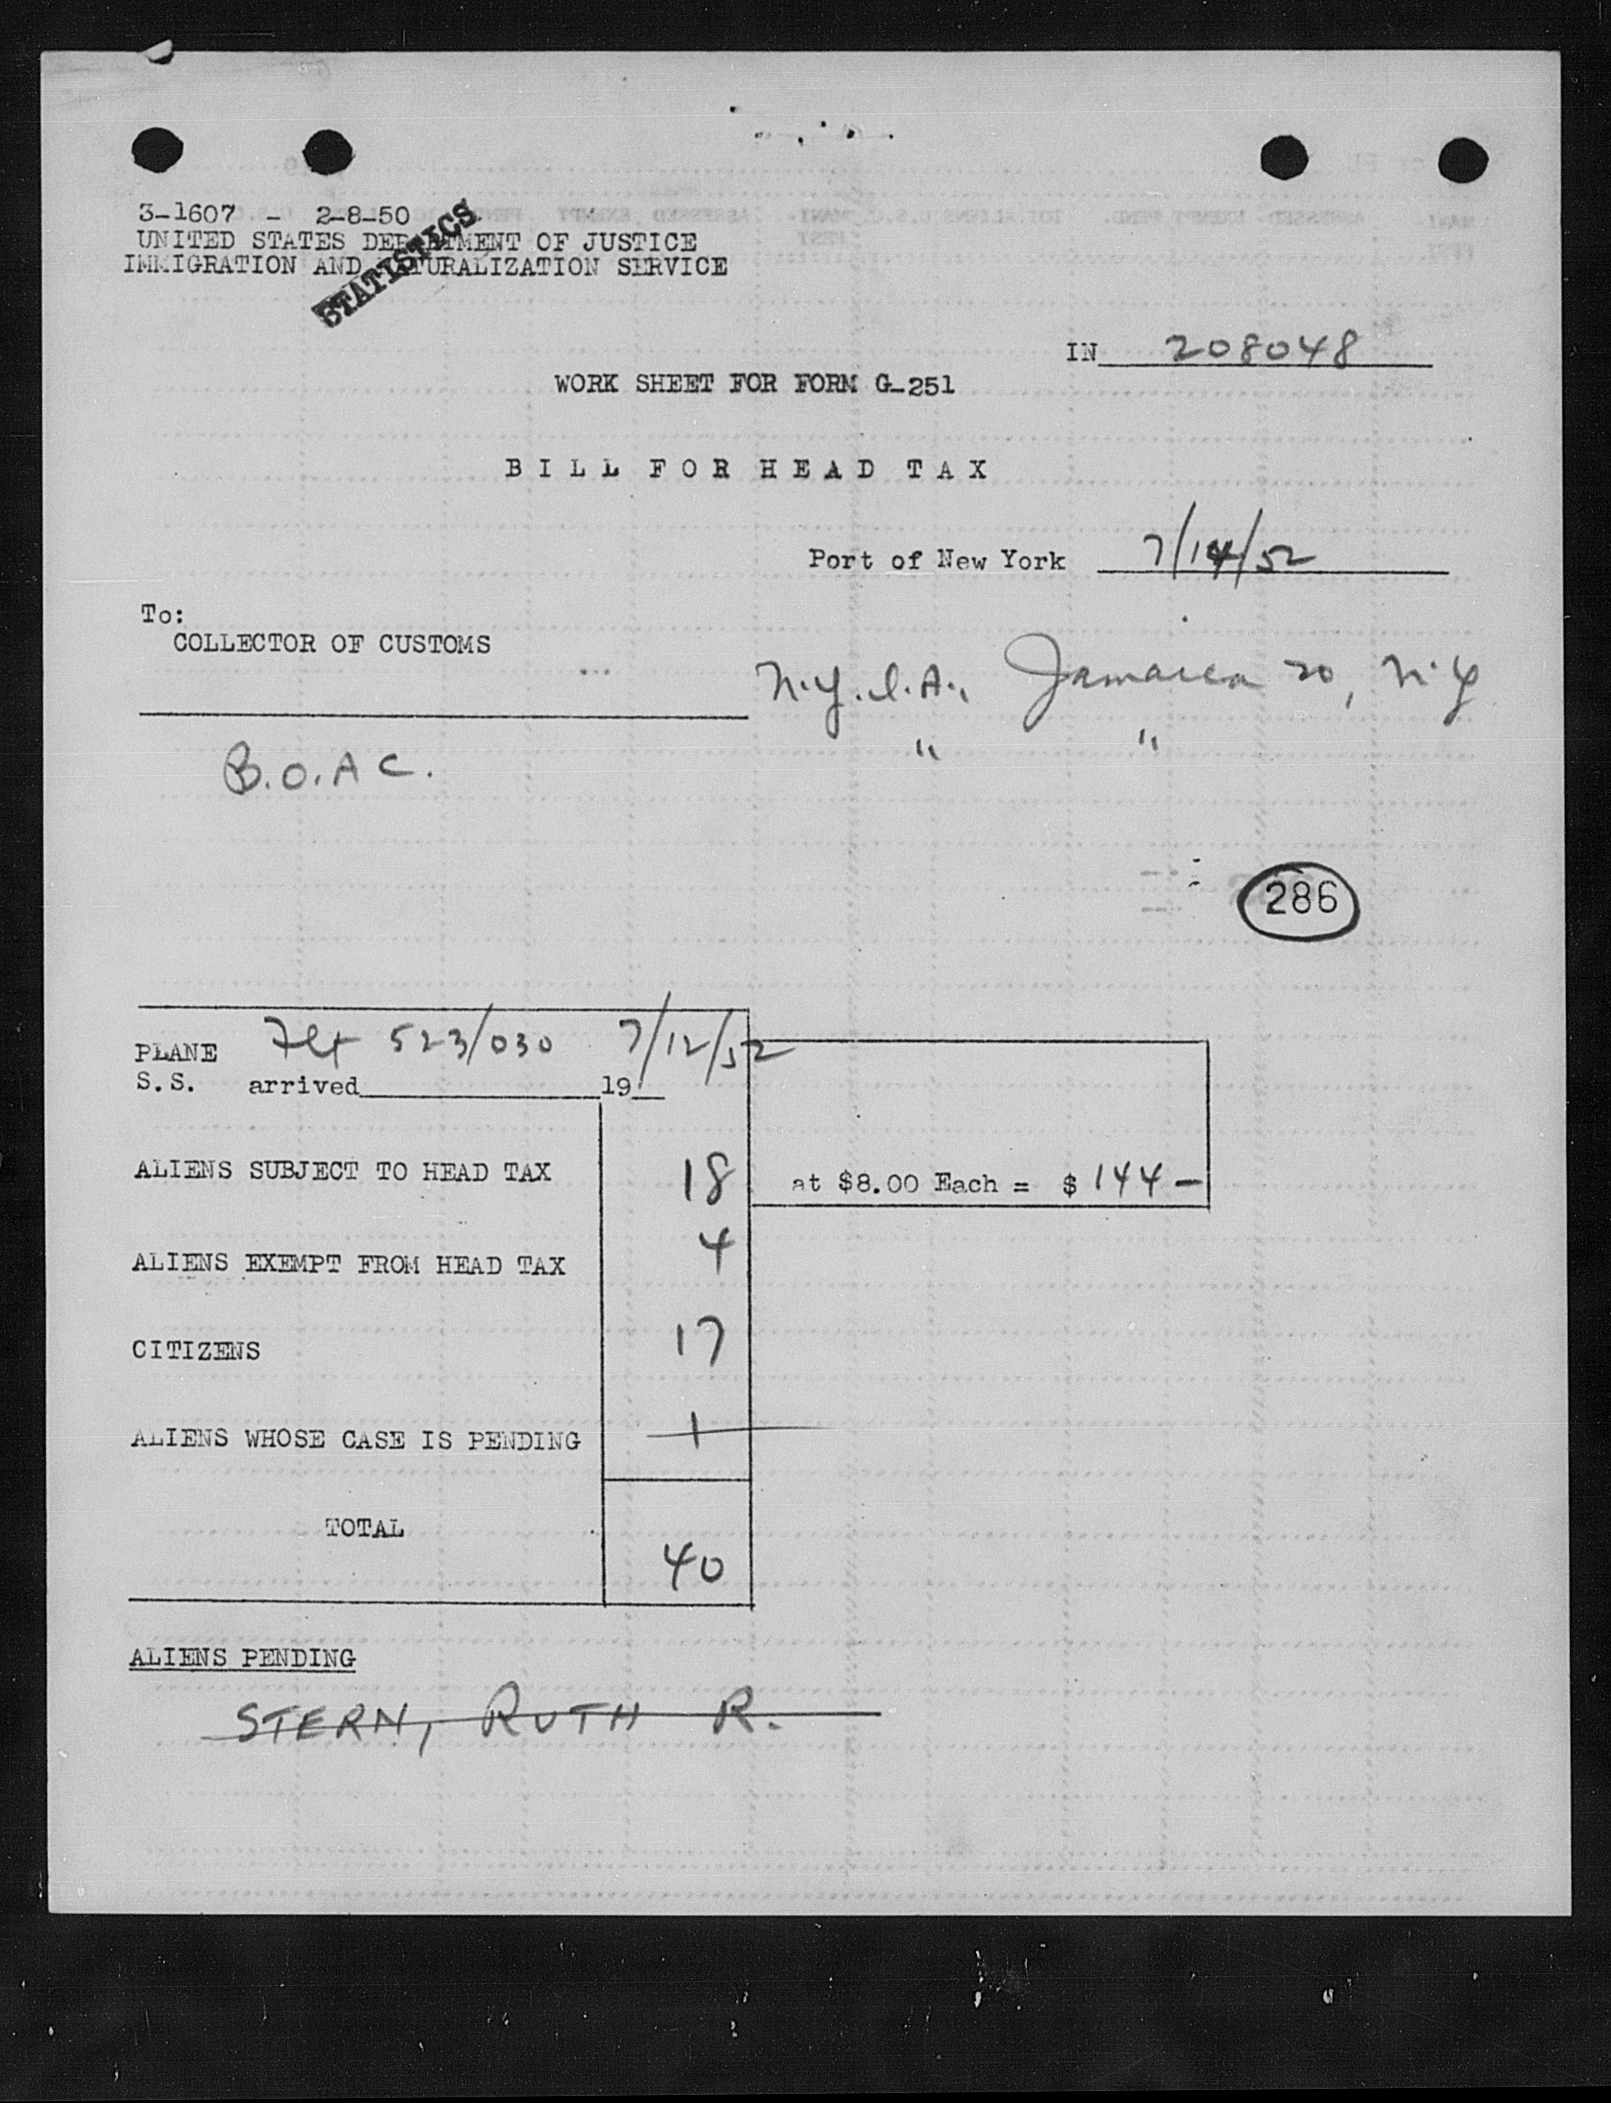 3-1607 - 2-8-50
UNITED STATES DEPARTMENT OF JUSTICE
IMMIGRATION AND NATURALIZATION SERVICE
STATISTICS
IN 208048
WORK SHEET FOR FORM G-251
BILL FOR HEAD TAX
Port of New York 7/14/52
To:
COLLECTOR OF CUSTOMS
N.Y.I.A., Jamaica 20, N.Y
" "
B.O.A C.
286
PLANE Flt 523/030 7/12/52
S.S. arrived 19
ALIENS SUBJECT TO HEAD TAX 18 at $8.00 Each = $ 144 -
ALIENS EXEMPT FROM HEAD TAX 4
CITIZENS 17
ALIENS WHOSE CASE IS PENDING 1
TOTAL 40
ALIENS PENDING
STERN, RUTH R.